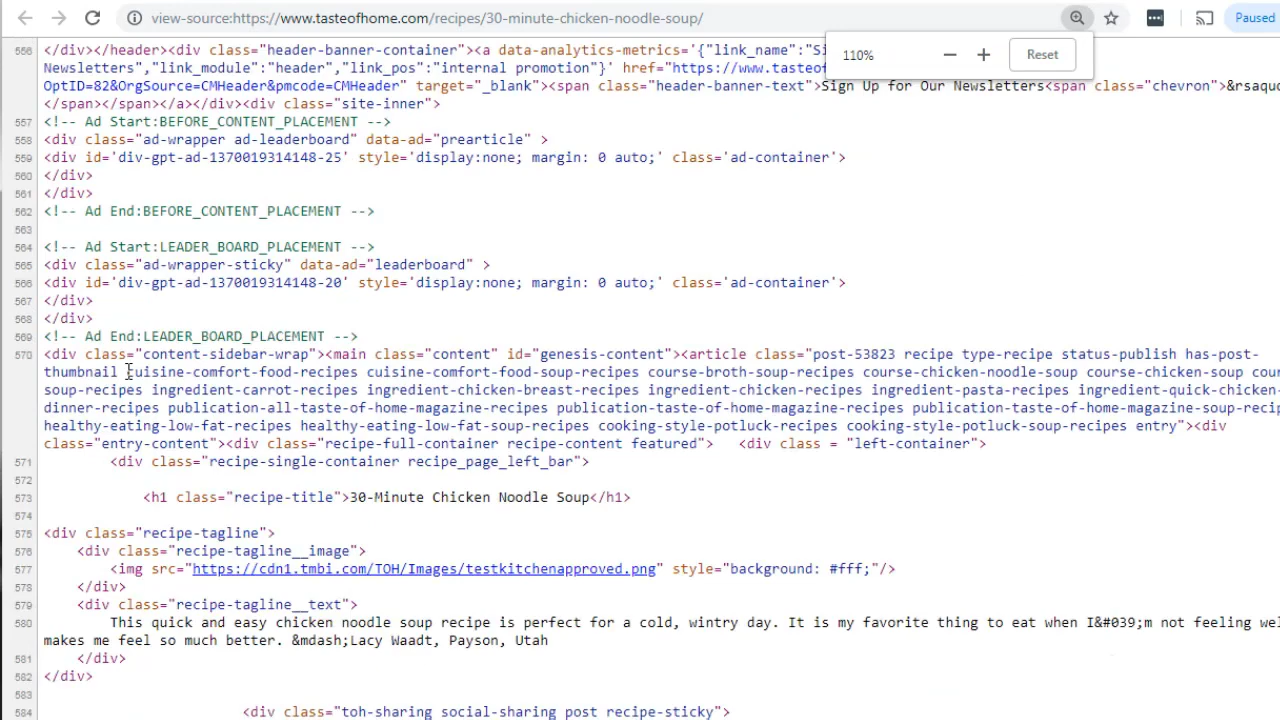 view-source:https://www.tasteofhome.com/recipes/30-minute-chicken-noodle-soup/
Paused
110%
Reset
566 </div></header><div class="header-banner-container"><a data-analytics-metrics='{"link_name":"Si
Newsletters","link_module":"header","link_pos":"internal promotion"}' href="https://www.tasteof
OptID=82&OrgSource=CMHeader&pmcode=CMHeader" target="_blank"><span class="header-banner-text">Sign Up for Our Newsletters<span class="chevron">&rsaquo
</span></span></a></div><div class="site-inner">
557 <!-- Ad Start:BEFORE_CONTENT_PLACEMENT -->
558 <div class="ad-wrapper ad-leaderboard" data-ad="prearticle" >
559 <div id='div-gpt-ad-1370019314148-25' style='display:none; margin: 0 auto;' class='ad-container'>
560 </div>
561 </div>
562 <!-- Ad End:BEFORE_CONTENT_PLACEMENT -->
563
564 <!-- Ad Start:LEADER_BOARD_PLACEMENT -->
565 <div class="ad-wrapper-sticky" data-ad="leaderboard" >
566 <div id='div-gpt-ad-1370019314148-20' style='display:none; margin: 0 auto;' class='ad-container'>
567 </div>
568 </div>
569 <!-- Ad End:LEADER_BOARD_PLACEMENT -->
570 <div class="content-sidebar-wrap"><main class="content" id="genesis-content"><article class="post-53823 recipe type-recipe status-publish has-post-
thumbnail cuisine-comfort-food-recipes cuisine-comfort-food-soup-recipes course-broth-soup-recipes course-chicken-noodle-soup course-chicken-soup cou
soup-recipes ingredient-carrot-recipes ingredient-chicken-breast-recipes ingredient-chicken-recipes ingredient-pasta-recipes ingredient-quick-chicken-
dinner-recipes publication-all-taste-of-home-magazine-recipes publication-taste-of-home-magazine-recipes publication-taste-of-home-magazine-soup-recip
healthy-eating-low-fat-recipes healthy-eating-low-fat-soup-recipes cooking-style-potluck-recipes cooking-style-potluck-soup-recipes entry"><div
class="entry-content"><div class="recipe-full-container recipe-content featured">   <div class = "left-container">
571 <div class="recipe-single-container recipe_page_left_bar">
572
573 <h1 class="recipe-title">30-Minute Chicken Noodle Soup</h1>
574
575 <div class="recipe-tagline">
576 <div class="recipe-tagline__image">
577 <img src="https://cdn1.tmbi.com/TOH/Images/testkitchenapproved.png" style="background: #fff;"/>
578 </div>
579 <div class="recipe-tagline__text">
580 This quick and easy chicken noodle soup recipe is perfect for a cold, wintry day. It is my favorite thing to eat when I&#039;m not feeling wel
makes me feel so much better. &mdash;Lacy Waadt, Payson, Utah
581 </div>
582 </div>
583
584 <div class="toh-sharing social-sharing post recipe-sticky">